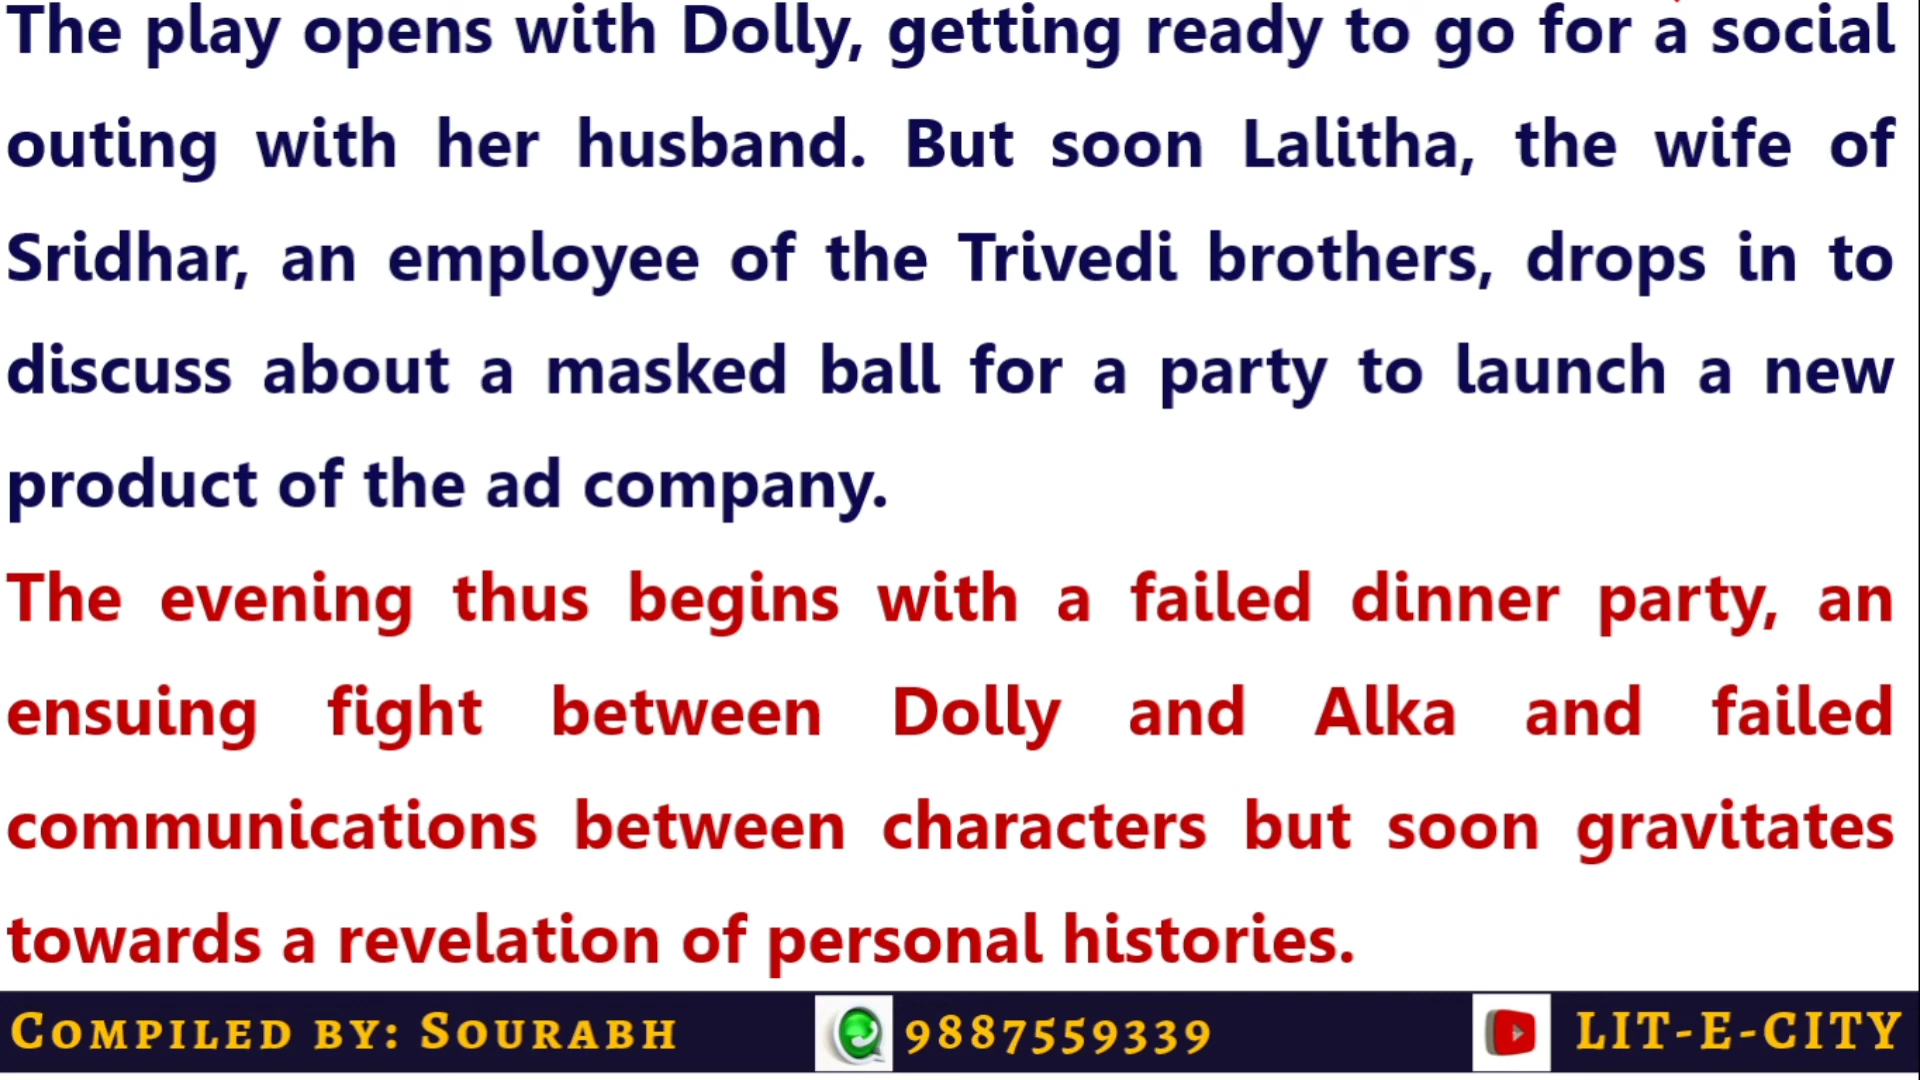 The play opens with Dolly, getting ready to go for a social
outing with her husband. But soon Lalitha, the wife of
Sridhar, an employee of the Trivedi brothers, drops in to
discuss about a masked ball for a party to launch a new
product of the ad company.
The evening thus begins with a failed dinner party, an
ensuing fight between Dolly and Alka and failed
communications between characters but soon gravitates
towards a revelation of personal histories.
Compiled by: Sourabh 9887559339 LIT-E-CITY